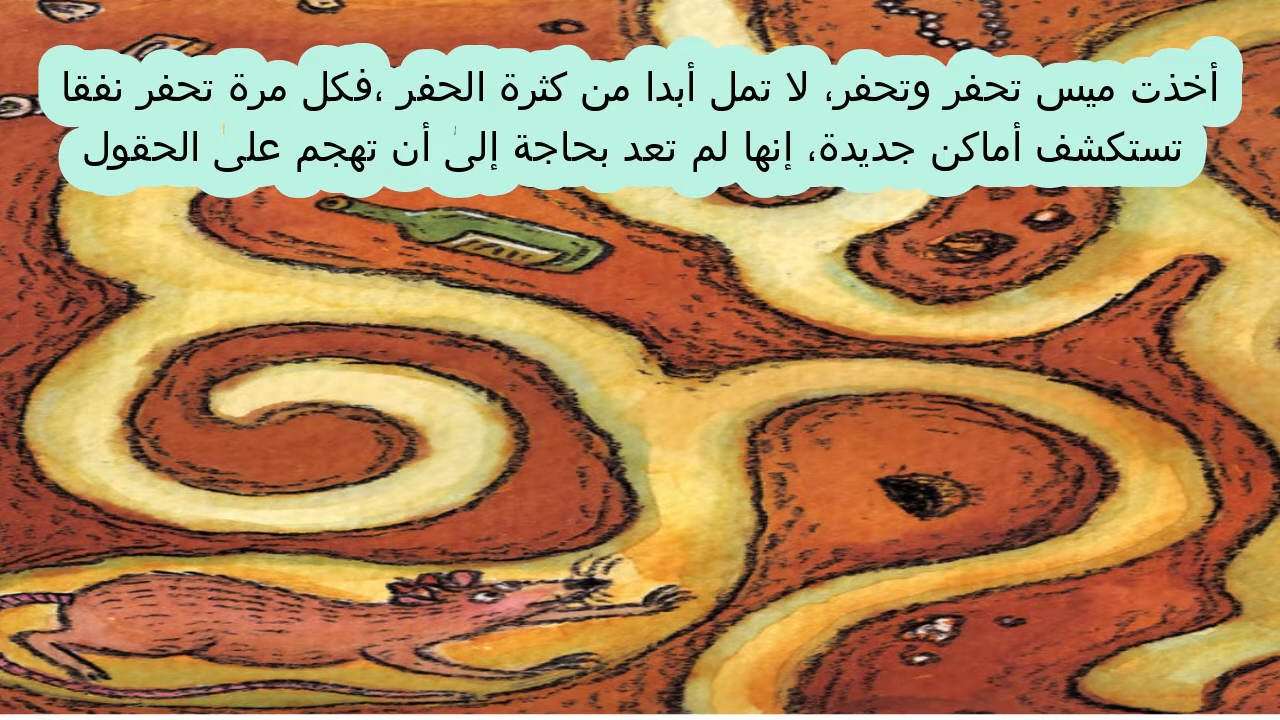 أخذت ميس تحفر وتحفر، لا تمل أبدا من كثرة الحفر ،فكل مرة تحفر نفقا
تستكشف أماكن جديدة، إنها لم تعد بحاجة إلىٰ أن تهجم علىٰ الحقول